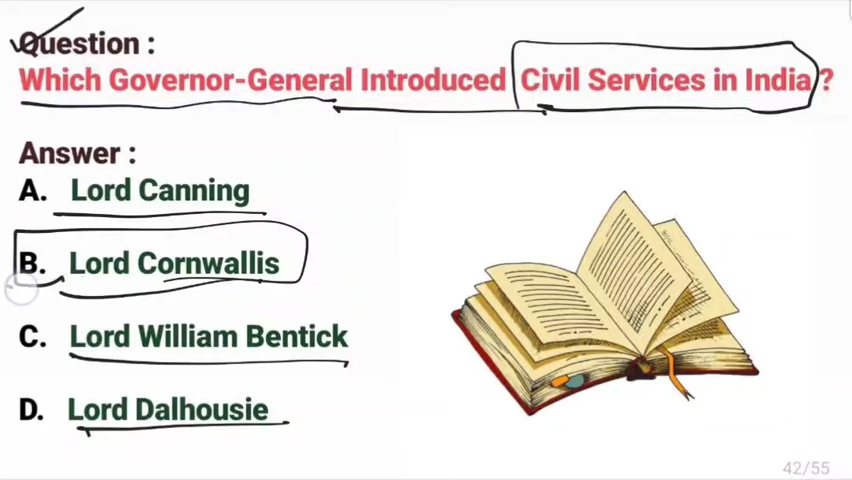 Question :
Which Governor-General Introduced Civil Services in India ?
Answer :
A. Lord Canning
B. Lord Cornwallis
C. Lord William Bentick
D. Lord Dalhousie
42/55